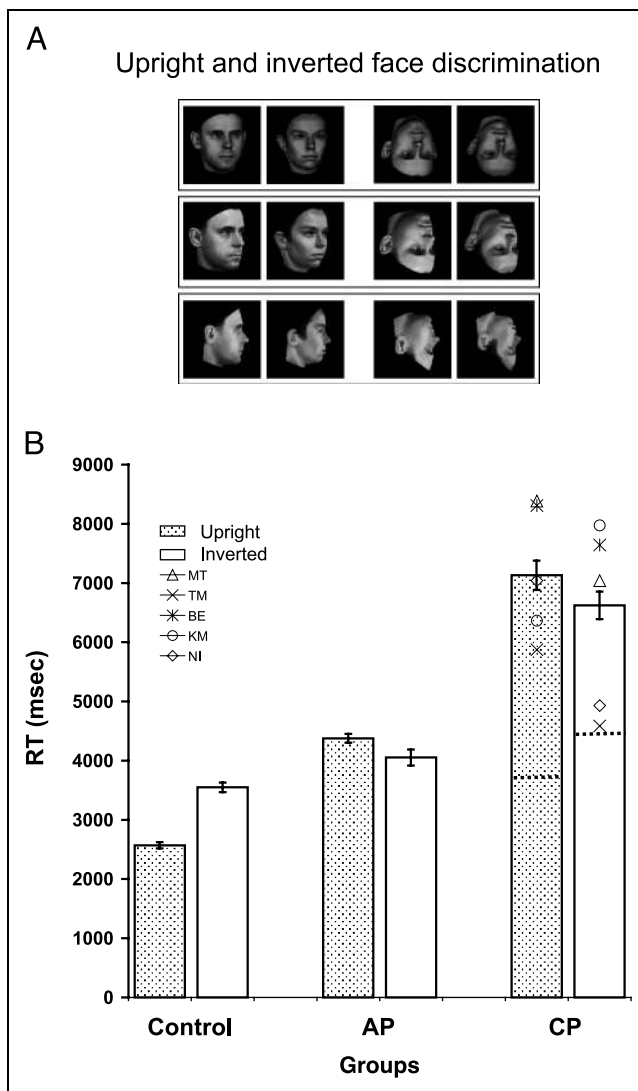 A
Upright and inverted face discrimination
B
9000
8000
7000
6000
5000
4000
3000
2000
1000
0
RT (msec)
Upright
Inverted
MT
TM
BE
KM
NI
Control
AP
CP
Groups